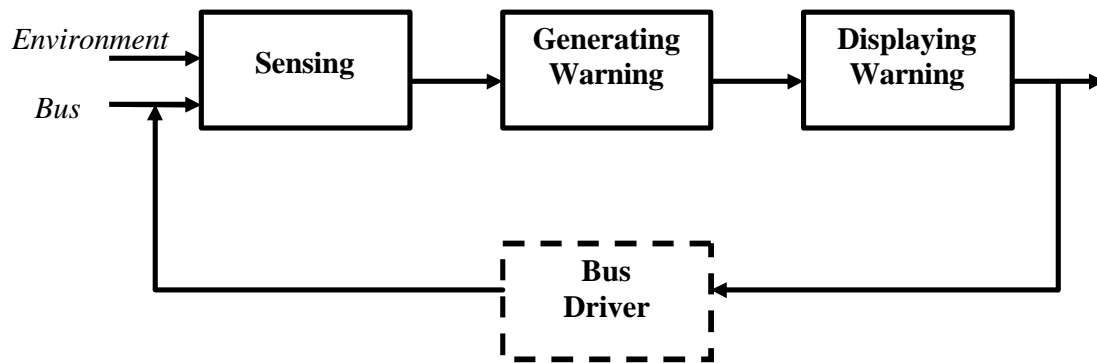 Environment
Bus
Sensing
Generating
Warning
Displaying
Warning
Bus
Driver